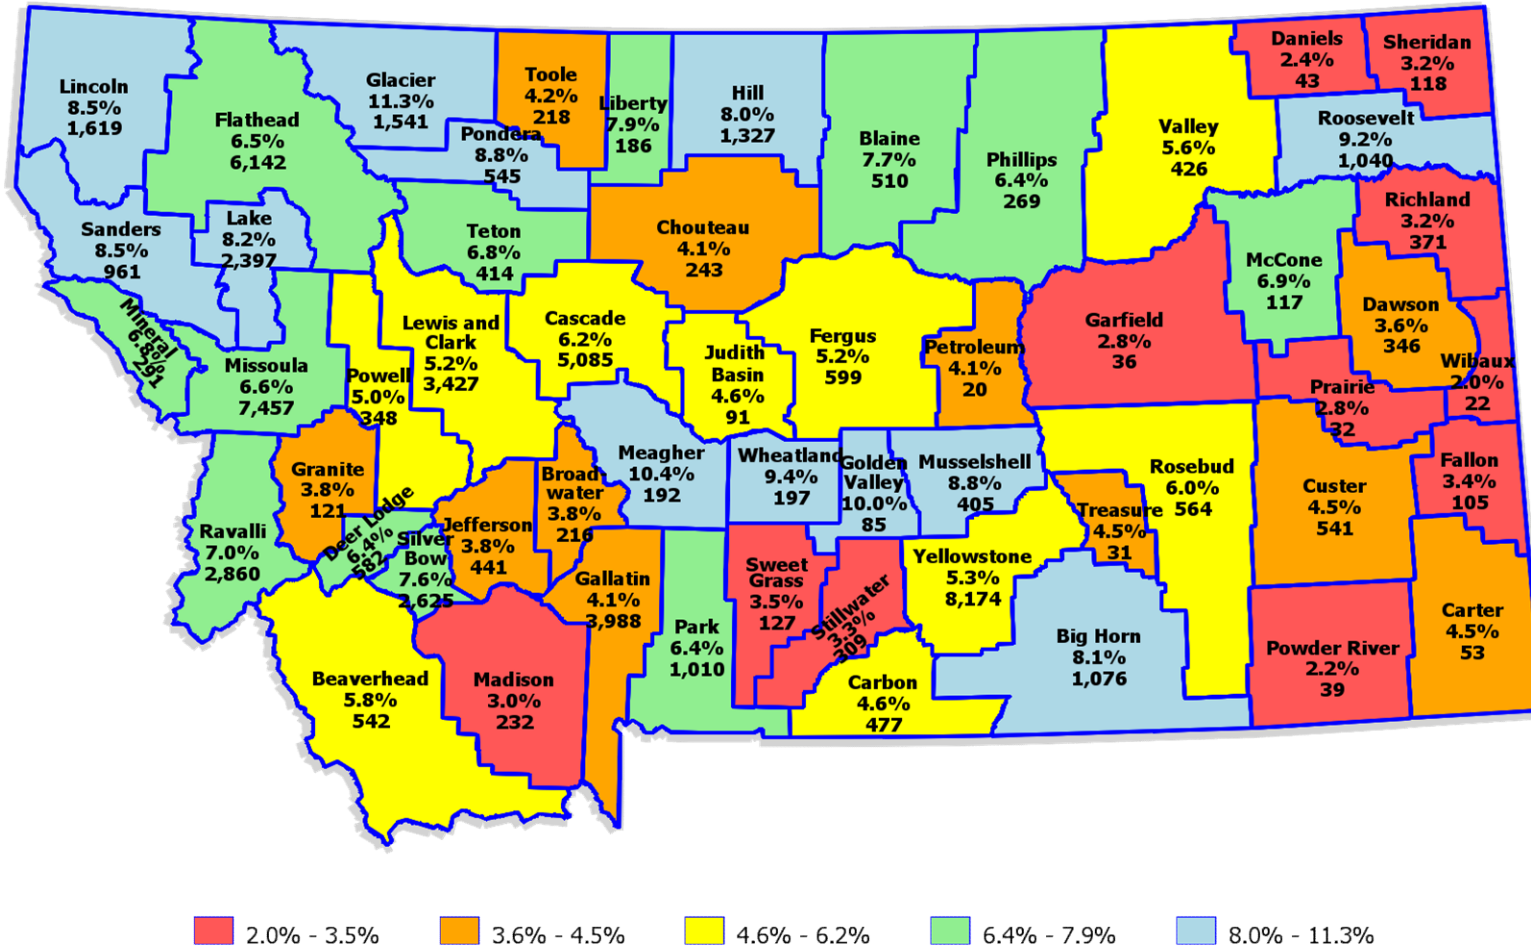 Lincoln
8.5%
1,619
Flathead
6.5%
6,142
Glacier
11.3%
1,541
Toole
4.2%
218
Liberty
7.9%
186
Hill
8.0%
1,327
Blaine
7.7%
510
Phillips
6.4%
269
Valley
5.6%
426
Daniels
2.4%
43
Sheridan
3.2%
118
Roosevelt
9.2%
1,040
Pondera
8.8%
545
Sanders
8.5%
961
Lake
8.2%
2,397
Teton
6.8%
414
Chouteau
4.1%
243
Richland
3.2%
371
McCone
6.9%
117
Dawson
3.6%
346
Garfield
2.8%
36
Mineral
6.8%
291
Missoula
6.6%
7,457
Powell
5.0%
348
Lewis and
Clark
5.2%
3,427
Cascade
6.2%
5,085
Judith
Basin
4.6%
91
Fergus
5.2%
599
Petroleum
4.1%
20
Prairie
2.8%
32
Wibaux
2.0%
22
Granite
3.8%
121
Ravalli
7.0%
2,860
Deer Lodge
6.4%
582
Silver
Bow
7.6%
2,625
Jefferson
3.8%
441
Broad-
water
3.8%
216
Meagher
10.4%
192
Wheatland
9.4%
197
Golden
Valley
10.0%
85
Musselshell
8.8%
405
Treasure
4.5%
31
Rosebud
6.0%
564
Custer
4.5%
541
Fallon
3.4%
105
Beaverhead
5.8%
542
Madison
3.0%
232
Gallatin
4.1%
3,988
Park
6.4%
1,010
Sweet
Grass
3.5%
127
Stillwater
3.3%
309
Yellowstone
5.3%
8,174
Carbon
4.6%
477
Big Horn
8.1%
1,076
Powder River
2.2%
39
Carter
4.5%
53
2.0% - 3.5%
3.6% - 4.5%
4.6% - 6.2%
6.4% - 7.9%
8.0% - 11.3%